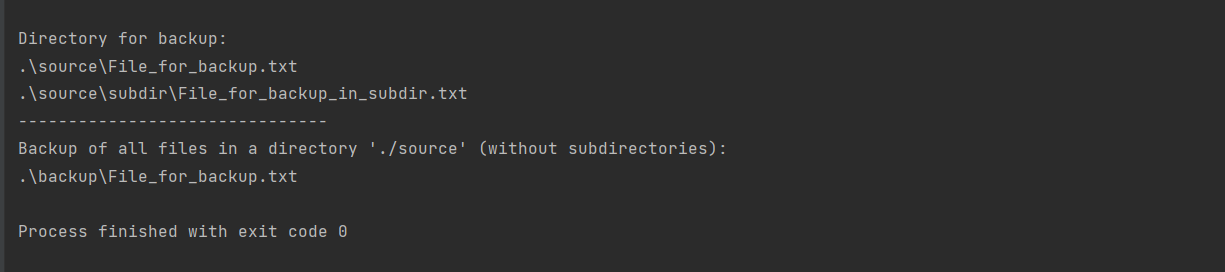 Directory for backup:
.\source\File_for_backup.txt
.\source\subdir\File_for_backup_in_subdir.txt
-------------------------------
Backup of all files in a directory './source' (without subdirectories):
.\backup\File_for_backup.txt
Process finished with exit code 0